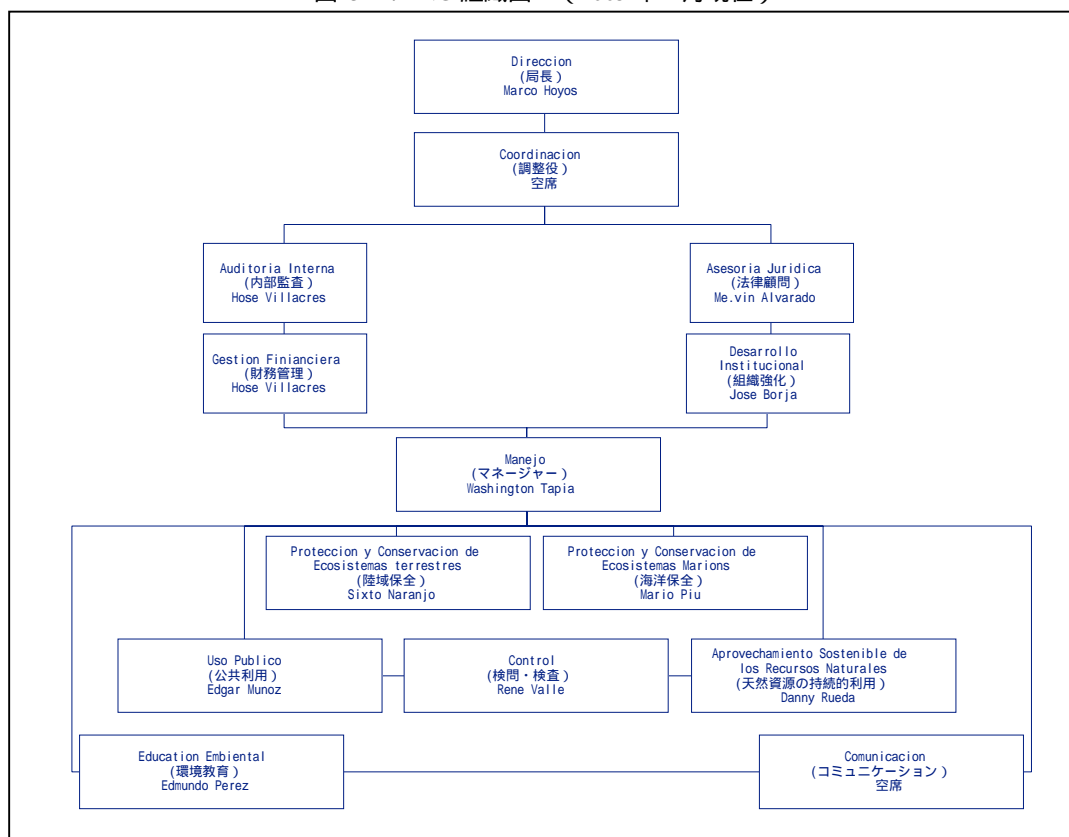 Direccion
(局長)
Marco Hoyos
Coordinacion
(調整役)
空席
Auditoria Interna
(内部監査)
Hose Villacres
Asesoria Juridica
(法律顧問)
Me.vin Alvarado
Gestion Finianciera
(財務管理)
Hose Villacres
Desarrollo
Institucional
(組織強化)
Jose Borja
Manejo
(マネージャー)
Washington Tapia
Proteccion y Conservacion de
Ecosistemas terrestres
(陸域保全)
Sixto Naranjo
Proteccion y Conservacion de
Ecosistemas Marions
(海洋保全)
Mario Piu
Uso Publico
(公共利用)
Edgar Munoz
Control
(検問・検査)
Rene Valle
Aprovechamiento Sostenible de
los Recursos Naturales
(天然資源の持続的利用)
Danny Rueda
Education Embiental
(環境教育)
Edmundo Perez
Comunicacion
(コミュニケーション)
空席